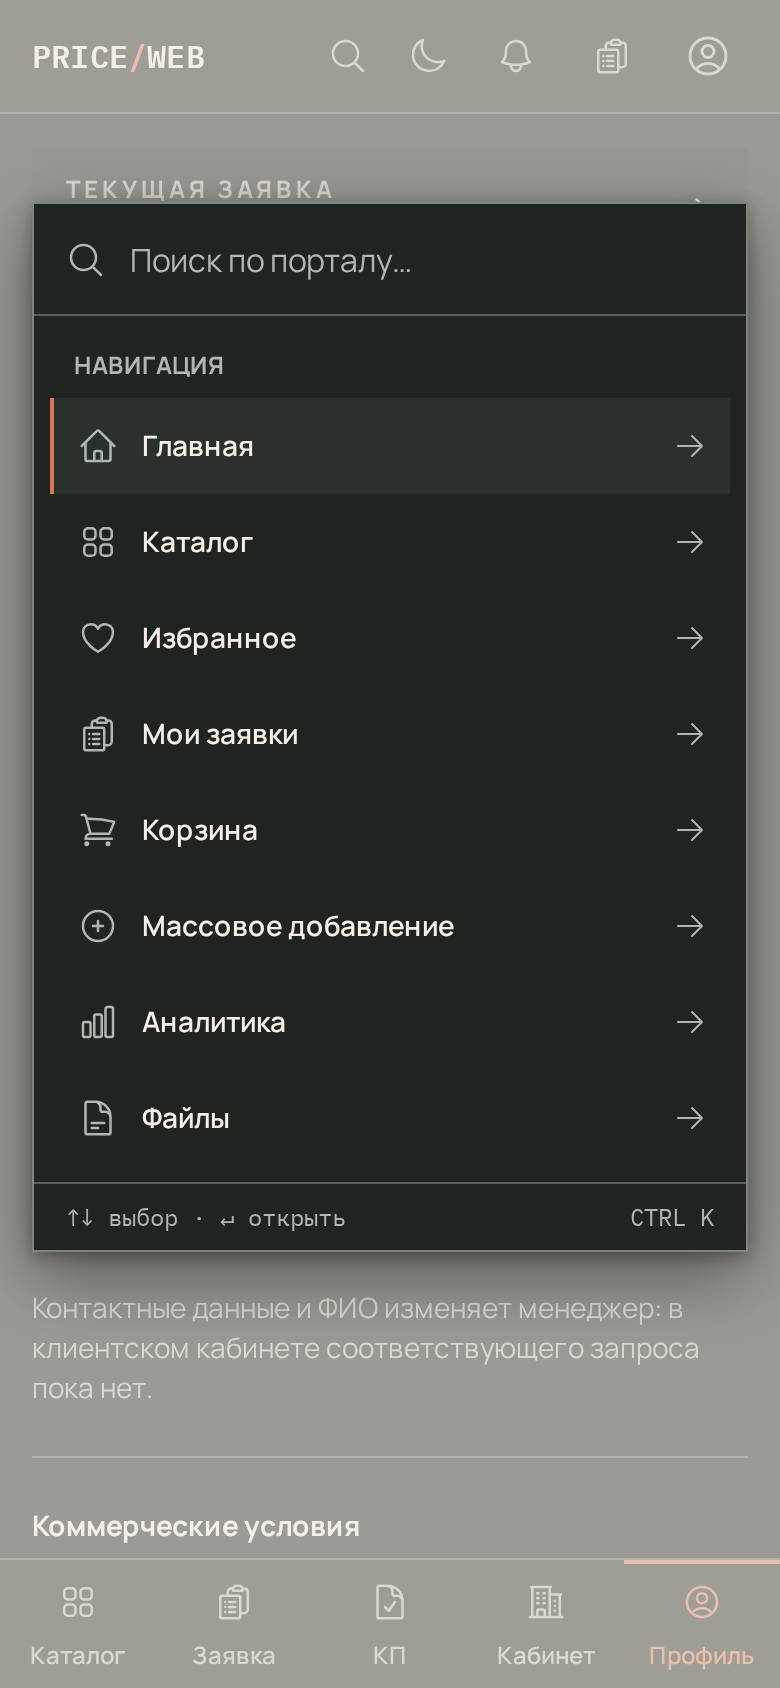 PRICE/WEB
ТЕКУЩАЯ ЗАЯВКА
Поиск по порталу...
НАВИГАЦИЯ
Главная
Каталог
Избранное
Мои заявки
Корзина
Массовое добавление
Аналитика
Файлы
↑↓ выбор · ↵ открыть
CTRL K
Контактные данные и ФИО изменяет менеджер: в
клиентском кабинете соответствующего запроса
пока нет.
Коммерческие условия
Каталог
Заявка
КП
Кабинет
Профиль